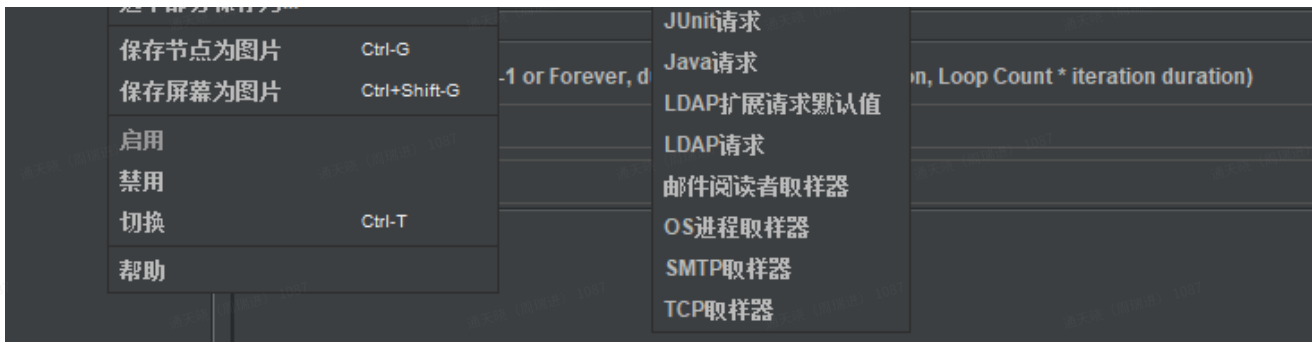 保存节点为图片 Ctrl-G
保存屏幕为图片 Ctrl+Shift-G
启用
禁用
切换 Ctrl-T
帮助
-1 or Forever, d
n, Loop Count * iteration duration)
JUnit请求
Java请求
LDAP扩展请求默认值
LDAP请求
邮件阅读者取样器
OS进程取样器
SMTP取样器
TCP取样器